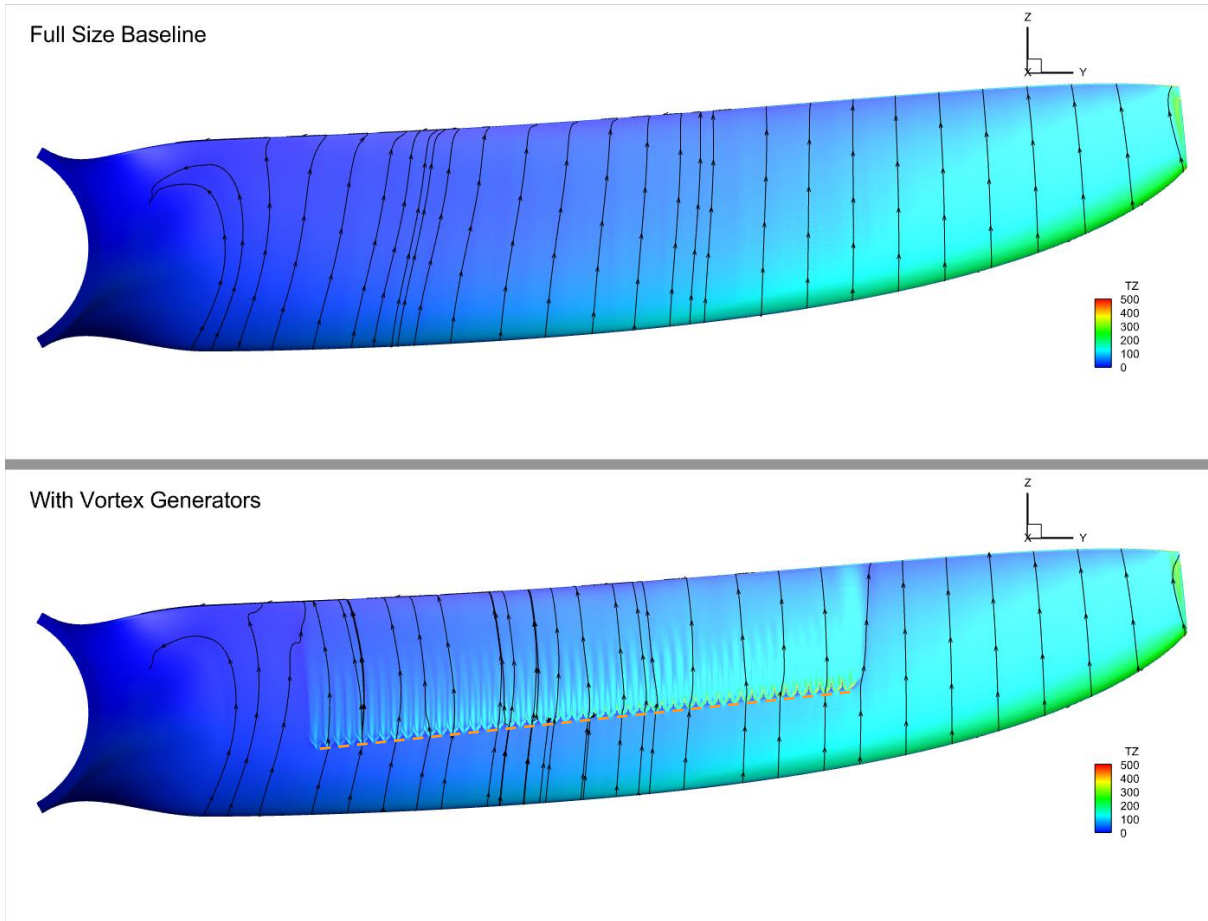 Full Size Baseline
Z
X
Y
TZ
500
400
300
200
100
0
With Vortex Generators
Z
X
Y
TZ
500
400
300
200
100
0